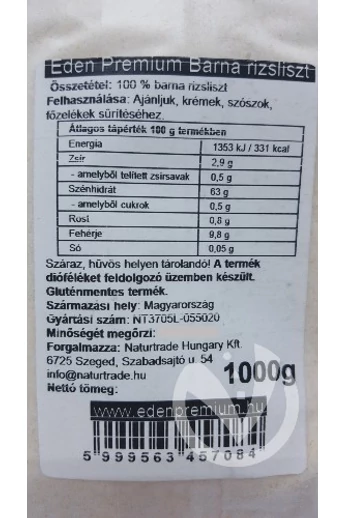 Eden Premium Barna rizsliszt
Összetétel: 100 % barna rizsliszt
Felhasználása: Ajánljuk, krémek, szószok,
főzelékek sűrítéséhez.
Átlagos tápérték 100 g termékben
Energia 1353 kJ / 331 kcal
Zsír 2,9 g
- amelyből telített zsírsavak 0,5 g
Szénhidrát 63 g
- amelyből cukrok 0,5 g
Rost 0,8 g
Fehérje 9,8 g
Só 0,05 g
Száraz, hűvös helyen tárolandó! A termék
dióféléket feldolgozó üzemben készült.
Gluténmentes termék.
Származási hely: Magyarország
Gyártási szám: NT3705L-055020
Minőségét megőrzi:
Forgalmazza: Naturtrade Hungary Kft.
6725 Szeged, Szabadsajtó u. 54
info@naturtrade.hu
Nettó tömeg: 1000g
www.edenpremium.hu
5 999563 457084